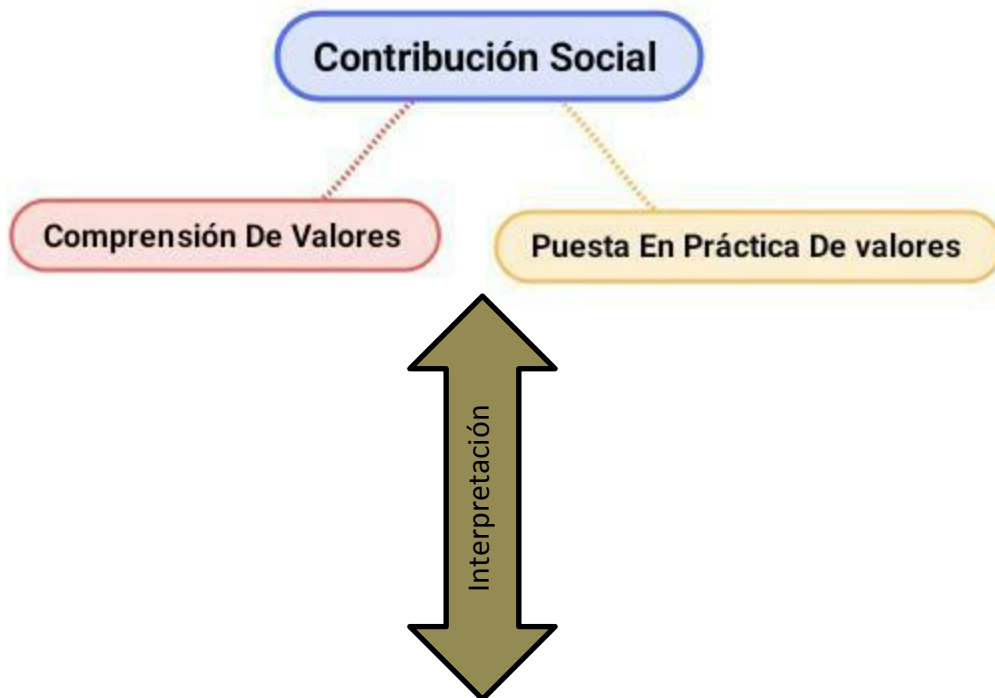 Contribución Social
Comprensión De Valores
Puesta En Práctica De valores
Interpretación